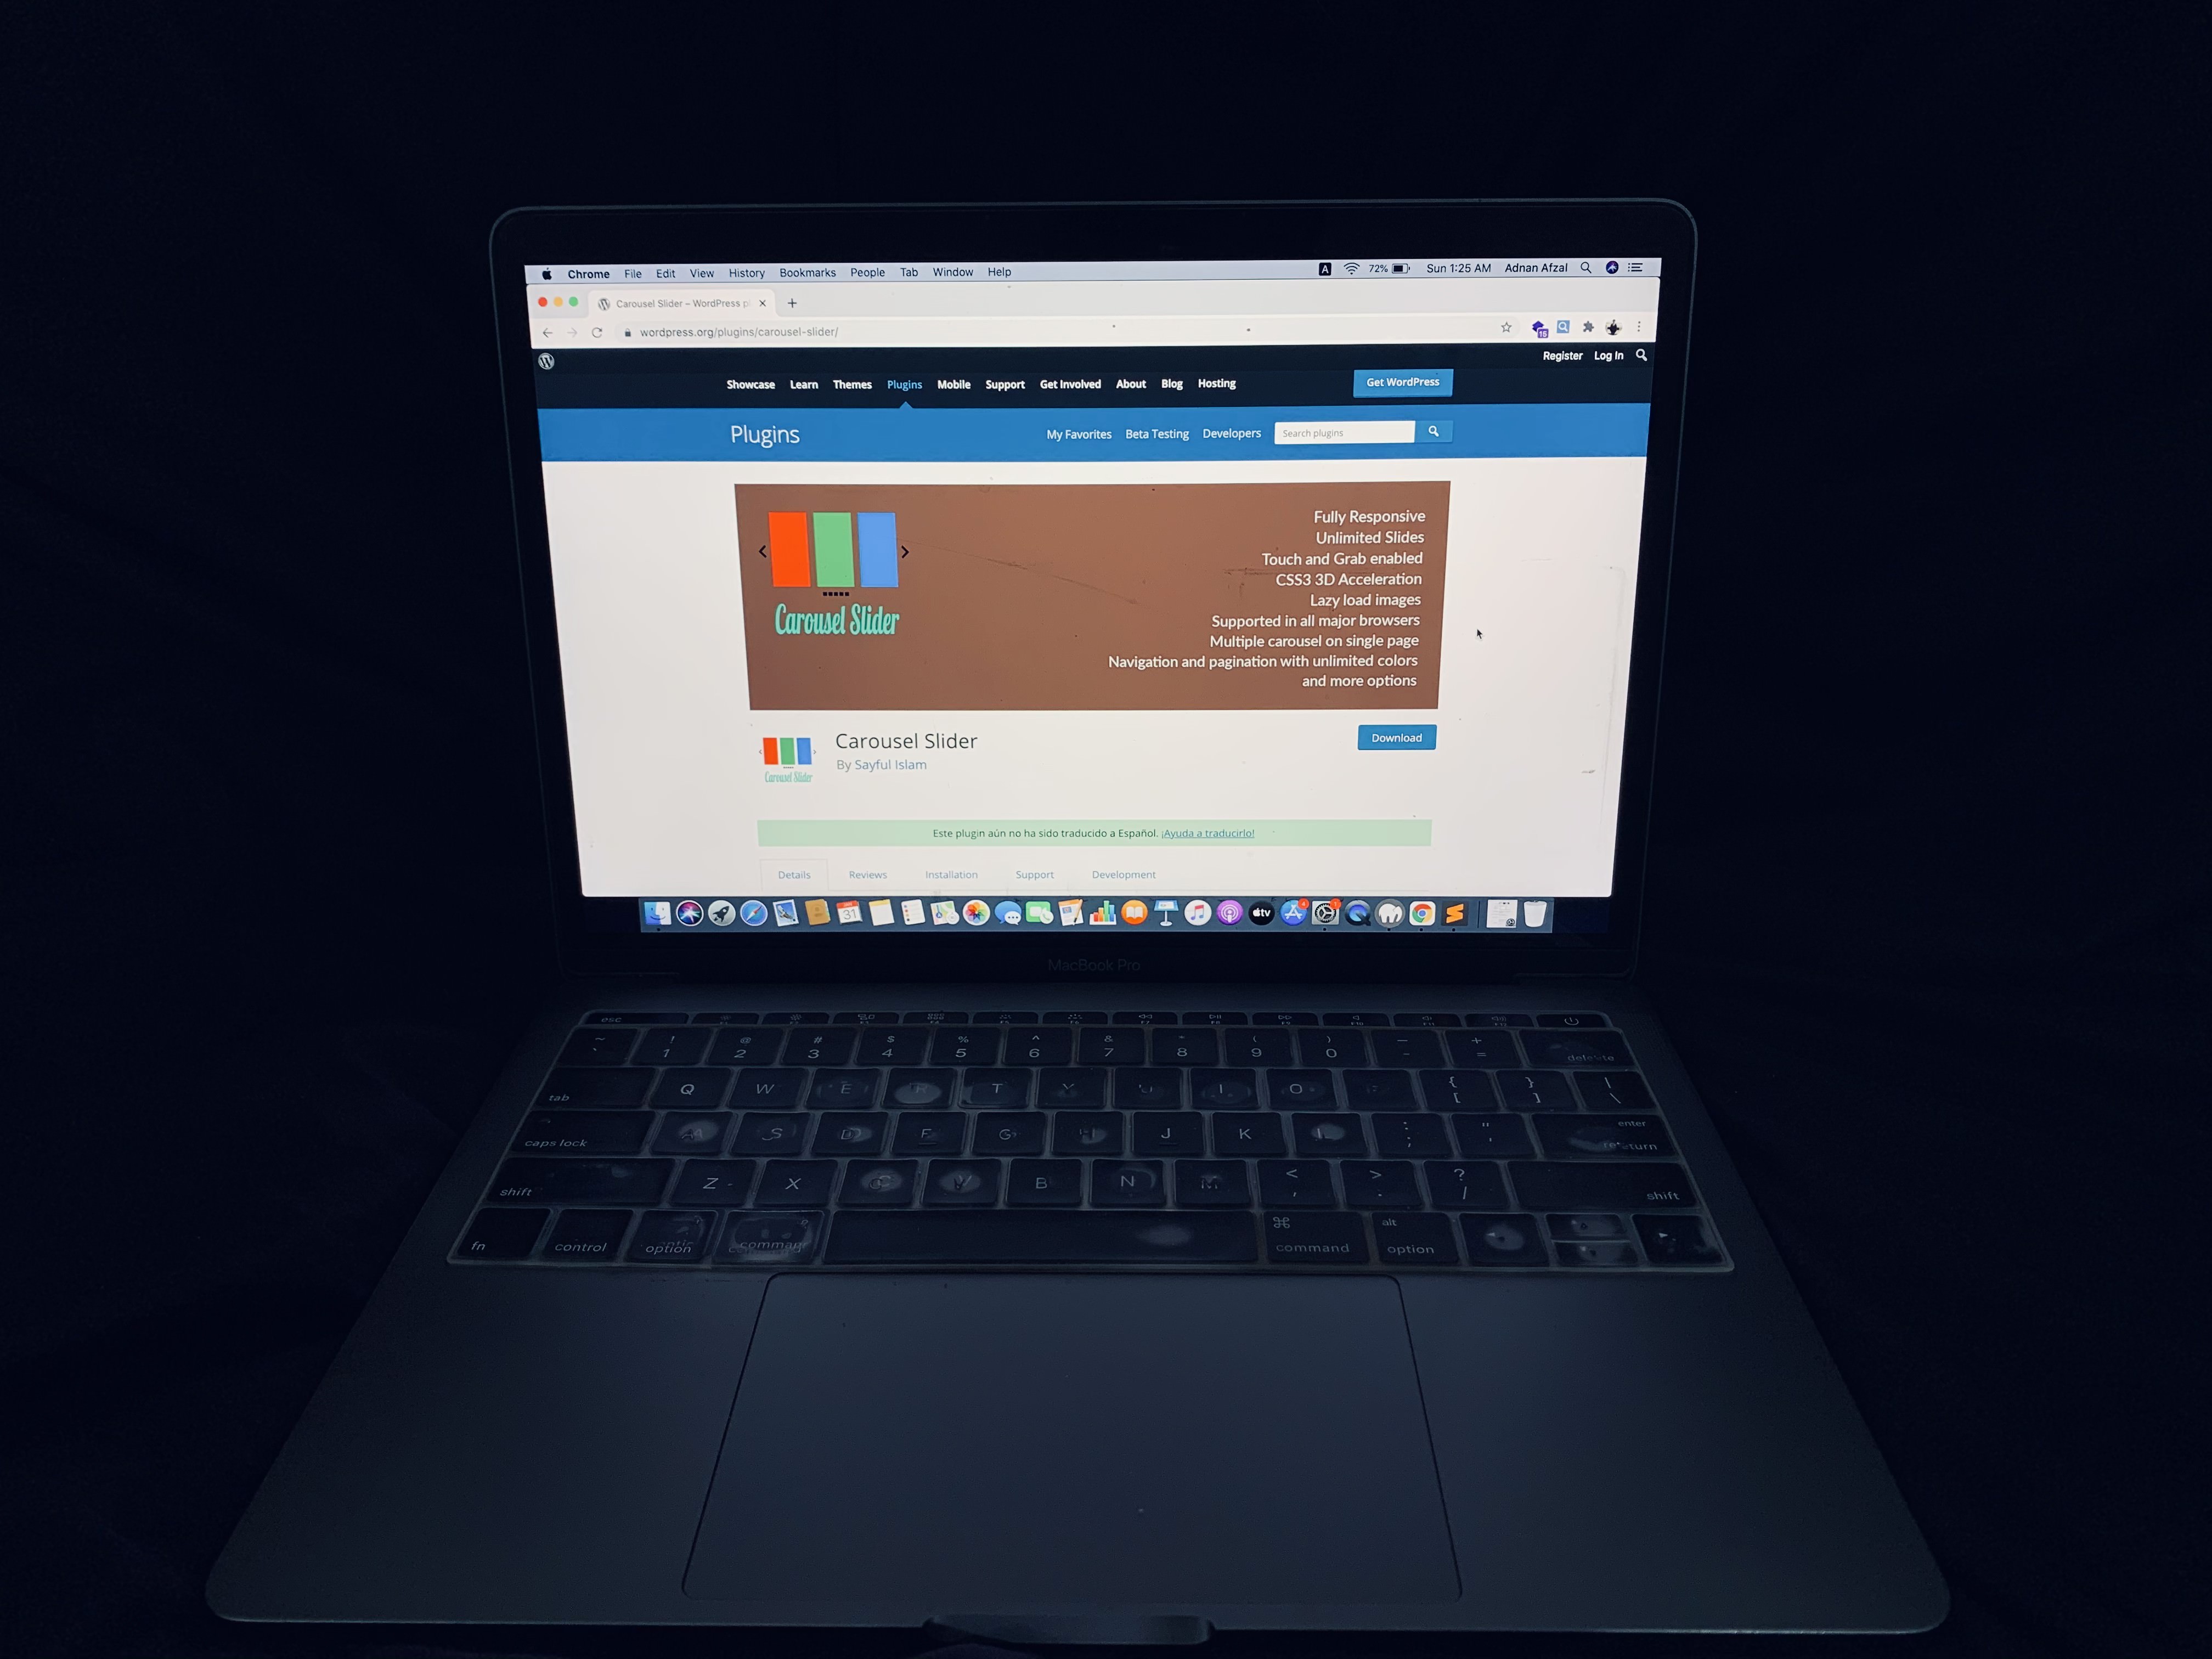 Chrome File Edit View History Bookmarks People Tab Window Help
A 72% Sun 1:25 AM Adnan Afzal
Carousel Slider – WordPress p
wordpress.org/plugins/carousel-slider/
15
Register Log In
Showcase Learn Themes Plugins Mobile Support Get Involved About Blog Hosting Get WordPress
Plugins My Favorites Beta Testing Developers Search plugins
Fully Responsive
Unlimited Slides
Touch and Grab enabled
CSS3 3D Acceleration
Lazy load images
Supported in all major browsers
Multiple carousel on single page
Navigation and pagination with unlimited colors
and more options
Carousel Slider
Carousel Slider
By Sayful Islam
Download
Carousel Slider
Este plugin aún no ha sido traducido a Español. ¡Ayuda a traducirlo!
Details Reviews Installation Support Development
31 tv
MacBook Pro
esc
~ ! @ # $ % ^ & * ( ) — +
` 1 2 3 4 5 6 7 8 9 0 - = delete
tab Q W E R T Y U I O { [ } ] | \
caps lock A S D F G H J K L : ; " ' enter return
shift Z X C V B N M < , > . ? / shift
fn control option command ⌘ command alt option